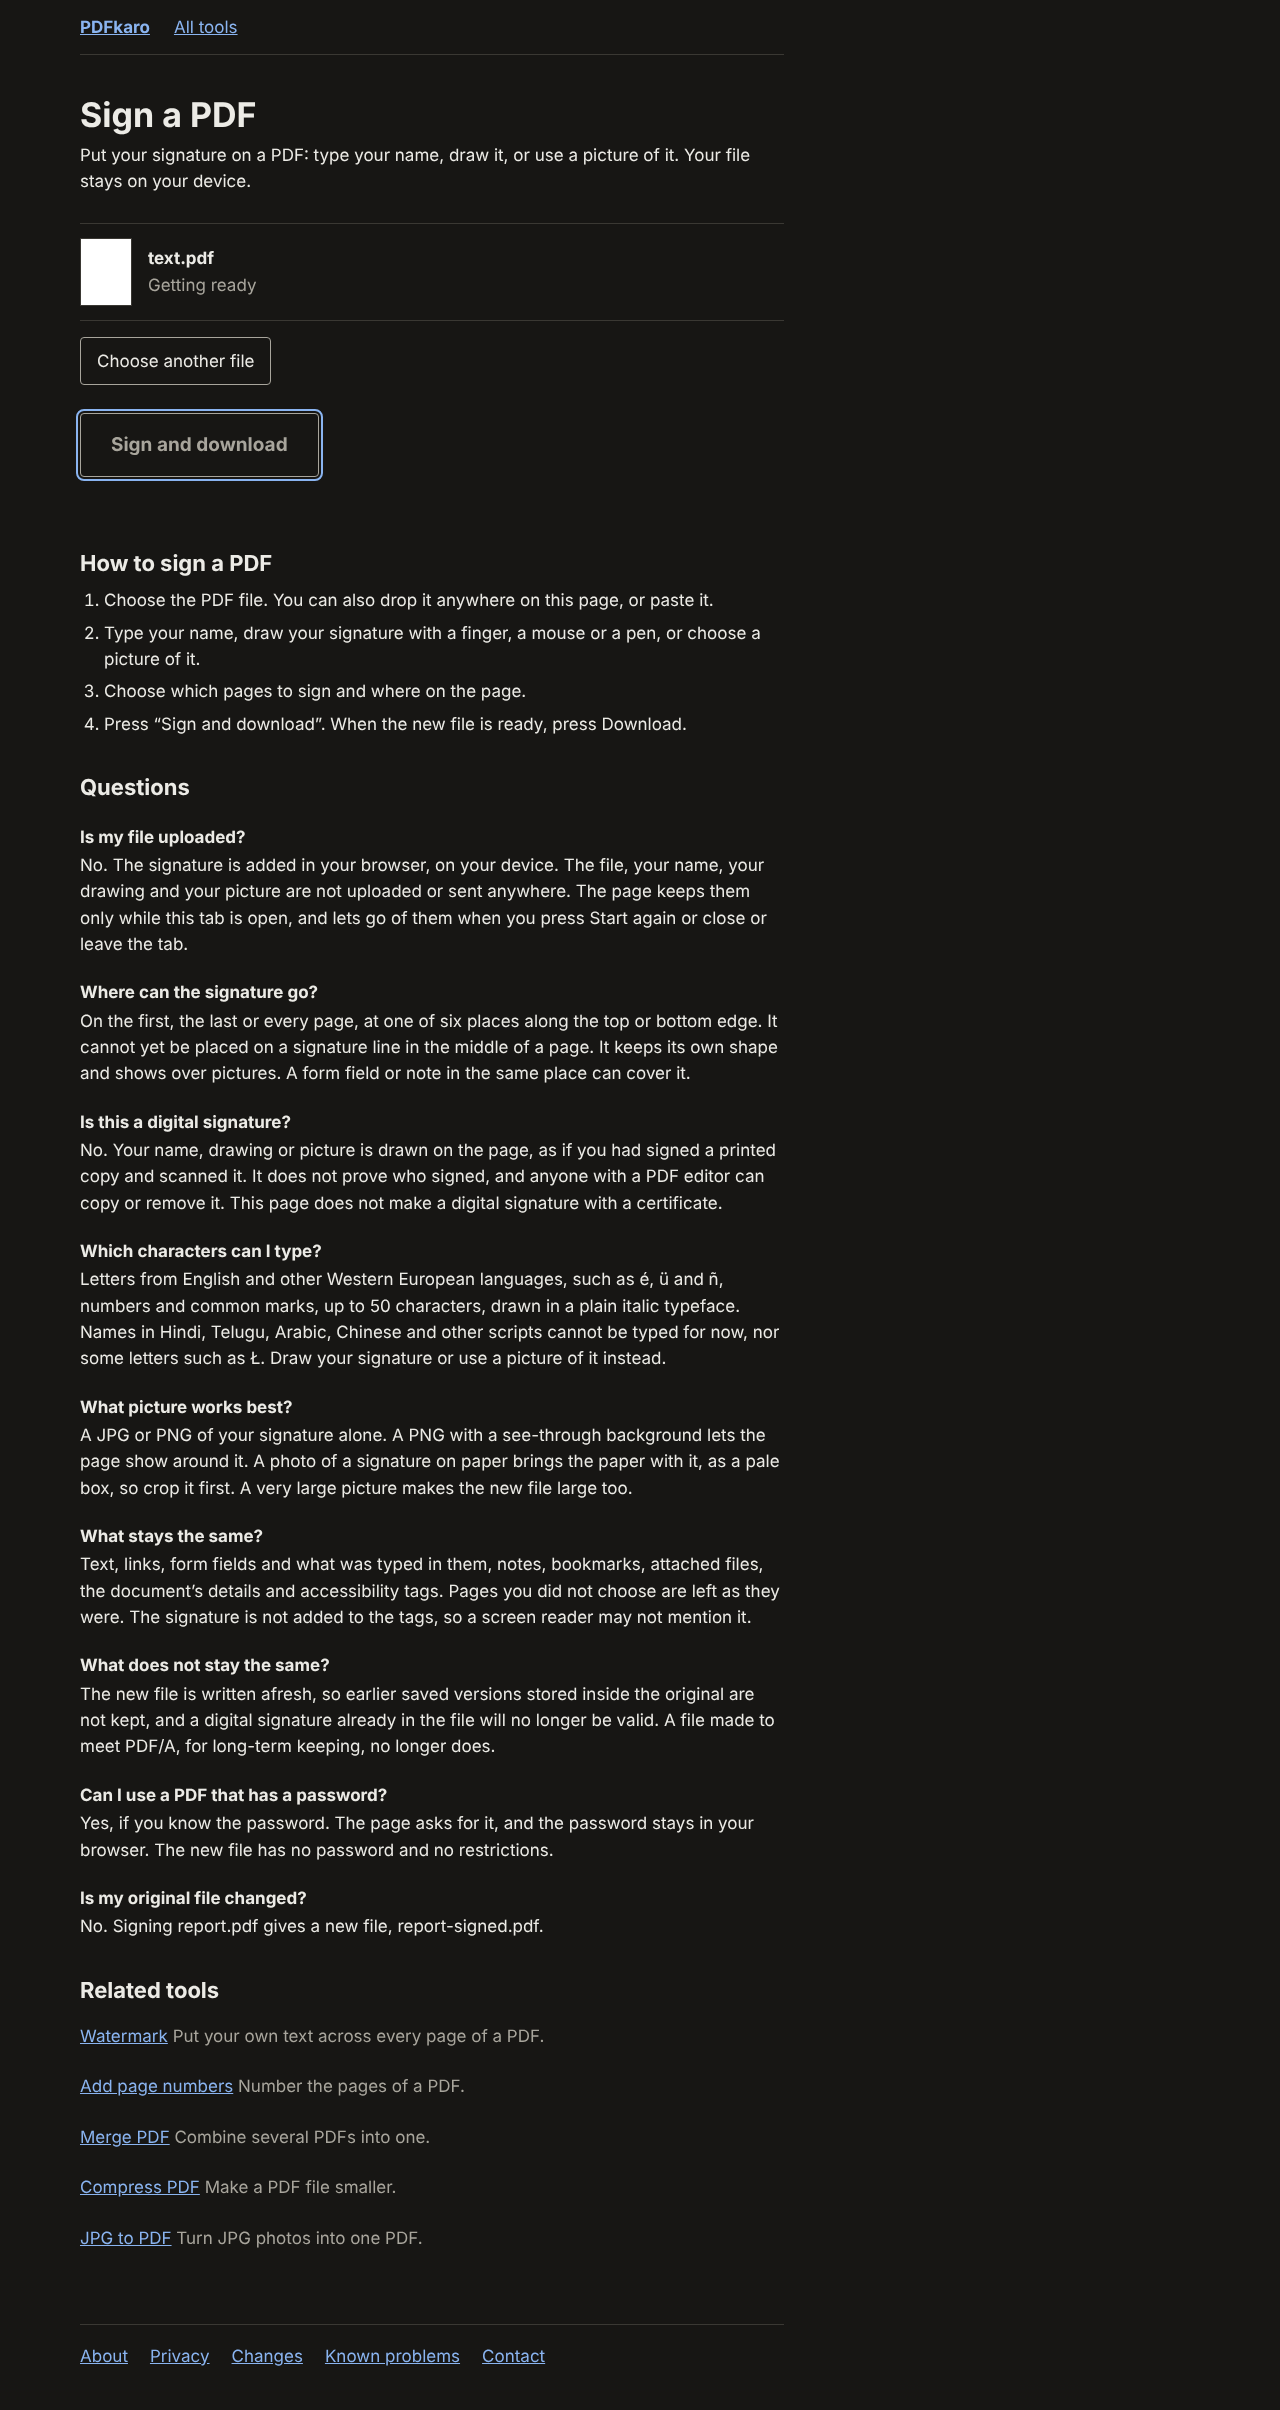 PDFkaro All tools
Sign a PDF
Put your signature on a PDF: type your name, draw it, or use a picture of it. Your file
stays on your device.
text.pdf
Getting ready
Choose another file
Sign and download
How to sign a PDF
1. Choose the PDF file. You can also drop it anywhere on this page, or paste it.
2. Type your name, draw your signature with a finger, a mouse or a pen, or choose a
picture of it.
3. Choose which pages to sign and where on the page.
4. Press “Sign and download”. When the new file is ready, press Download.
Questions
Is my file uploaded?
No. The signature is added in your browser, on your device. The file, your name, your
drawing and your picture are not uploaded or sent anywhere. The page keeps them
only while this tab is open, and lets go of them when you press Start again or close or
leave the tab.
Where can the signature go?
On the first, the last or every page, at one of six places along the top or bottom edge. It
cannot yet be placed on a signature line in the middle of a page. It keeps its own shape
and shows over pictures. A form field or note in the same place can cover it.
Is this a digital signature?
No. Your name, drawing or picture is drawn on the page, as if you had signed a printed
copy and scanned it. It does not prove who signed, and anyone with a PDF editor can
copy or remove it. This page does not make a digital signature with a certificate.
Which characters can I type?
Letters from English and other Western European languages, such as é, ü and ñ,
numbers and common marks, up to 50 characters, drawn in a plain italic typeface.
Names in Hindi, Telugu, Arabic, Chinese and other scripts cannot be typed for now, nor
some letters such as Ł. Draw your signature or use a picture of it instead.
What picture works best?
A JPG or PNG of your signature alone. A PNG with a see-through background lets the
page show around it. A photo of a signature on paper brings the paper with it, as a pale
box, so crop it first. A very large picture makes the new file large too.
What stays the same?
Text, links, form fields and what was typed in them, notes, bookmarks, attached files,
the document’s details and accessibility tags. Pages you did not choose are left as they
were. The signature is not added to the tags, so a screen reader may not mention it.
What does not stay the same?
The new file is written afresh, so earlier saved versions stored inside the original are
not kept, and a digital signature already in the file will no longer be valid. A file made to
meet PDF/A, for long-term keeping, no longer does.
Can I use a PDF that has a password?
Yes, if you know the password. The page asks for it, and the password stays in your
browser. The new file has no password and no restrictions.
Is my original file changed?
No. Signing report.pdf gives a new file, report-signed.pdf.
Related tools
Watermark Put your own text across every page of a PDF.
Add page numbers Number the pages of a PDF.
Merge PDF Combine several PDFs into one.
Compress PDF Make a PDF file smaller.
JPG to PDF Turn JPG photos into one PDF.
About Privacy Changes Known problems Contact